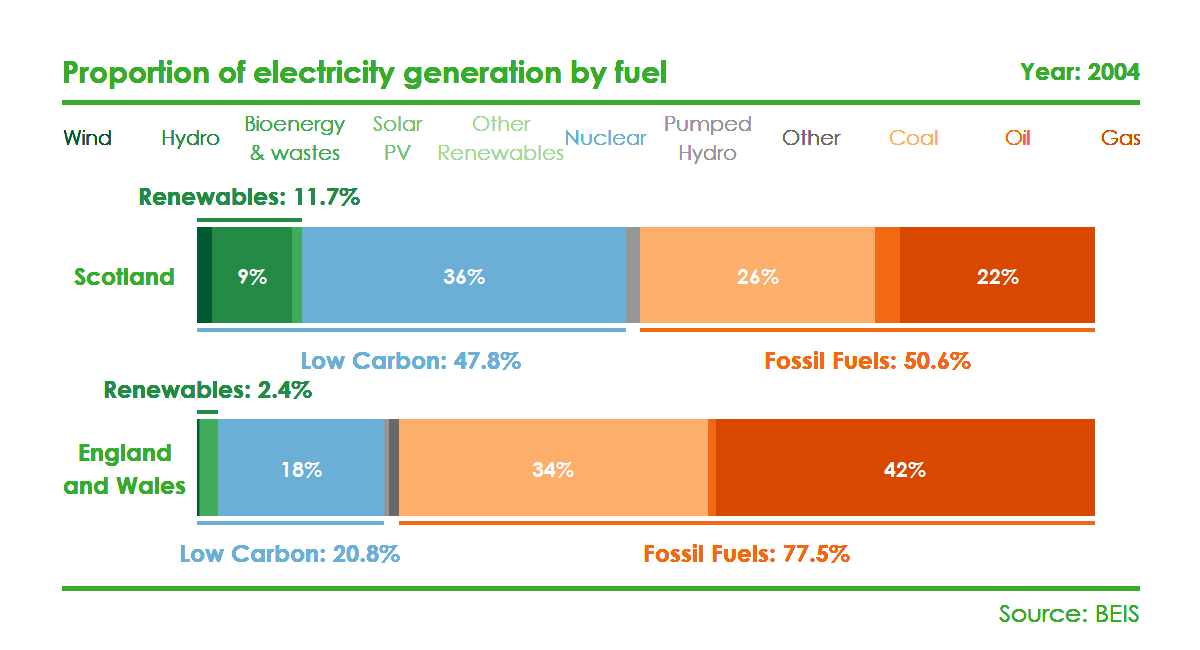 Proportion of electricity generation by fuel
Year: 2004
Wind
Hydro
Bioenergy
& wastes
Solar
PV
Other
Renewables
Nuclear
Pumped
Hydro
Other
Coal
Oil
Gas
Renewables: 11.7%
Scotland
9%
36%
26%
22%
Low Carbon: 47.8%
Fossil Fuels: 50.6%
Renewables: 2.4%
England
and Wales
18%
34%
42%
Low Carbon: 20.8%
Fossil Fuels: 77.5%
Source: BEIS